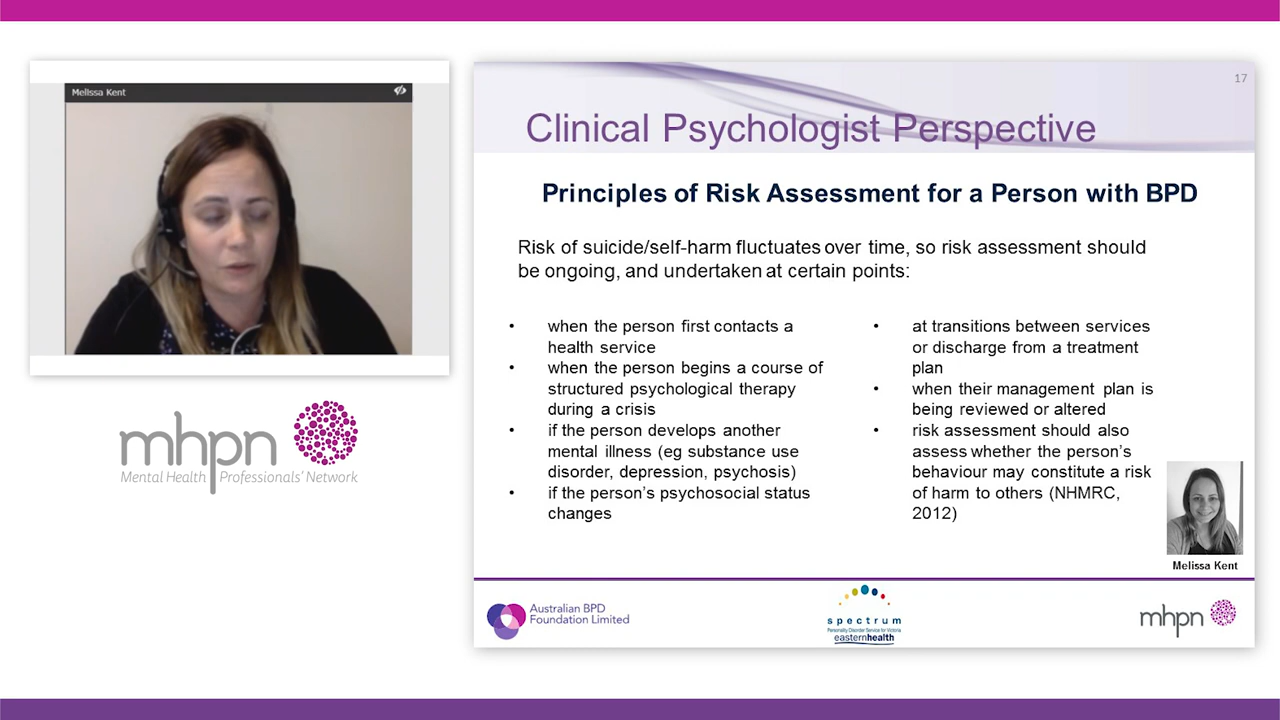 Melissa Kent
mhpn
Mental Health Professionals' Network
17
Clinical Psychologist Perspective
Principles of Risk Assessment for a Person with BPD
Risk of suicide/self-harm fluctuates over time, so risk assessment should
be ongoing, and undertaken at certain points:
• when the person first contacts a
health service
• when the person begins a course of
structured psychological therapy
during a crisis
• if the person develops another
mental illness (eg substance use
disorder, depression, psychosis)
• if the person's psychosocial status
changes
• at transitions between services
or discharge from a treatment
plan
• when their management plan is
being reviewed or altered
• risk assessment should also
assess whether the person's
behaviour may constitute a risk
of harm to others (NHMRC,
2012)
Melissa Kent
Australian BPD
Foundation Limited
spectrum
Personality Disorder Service for Victoria
easternhealth
mhpn